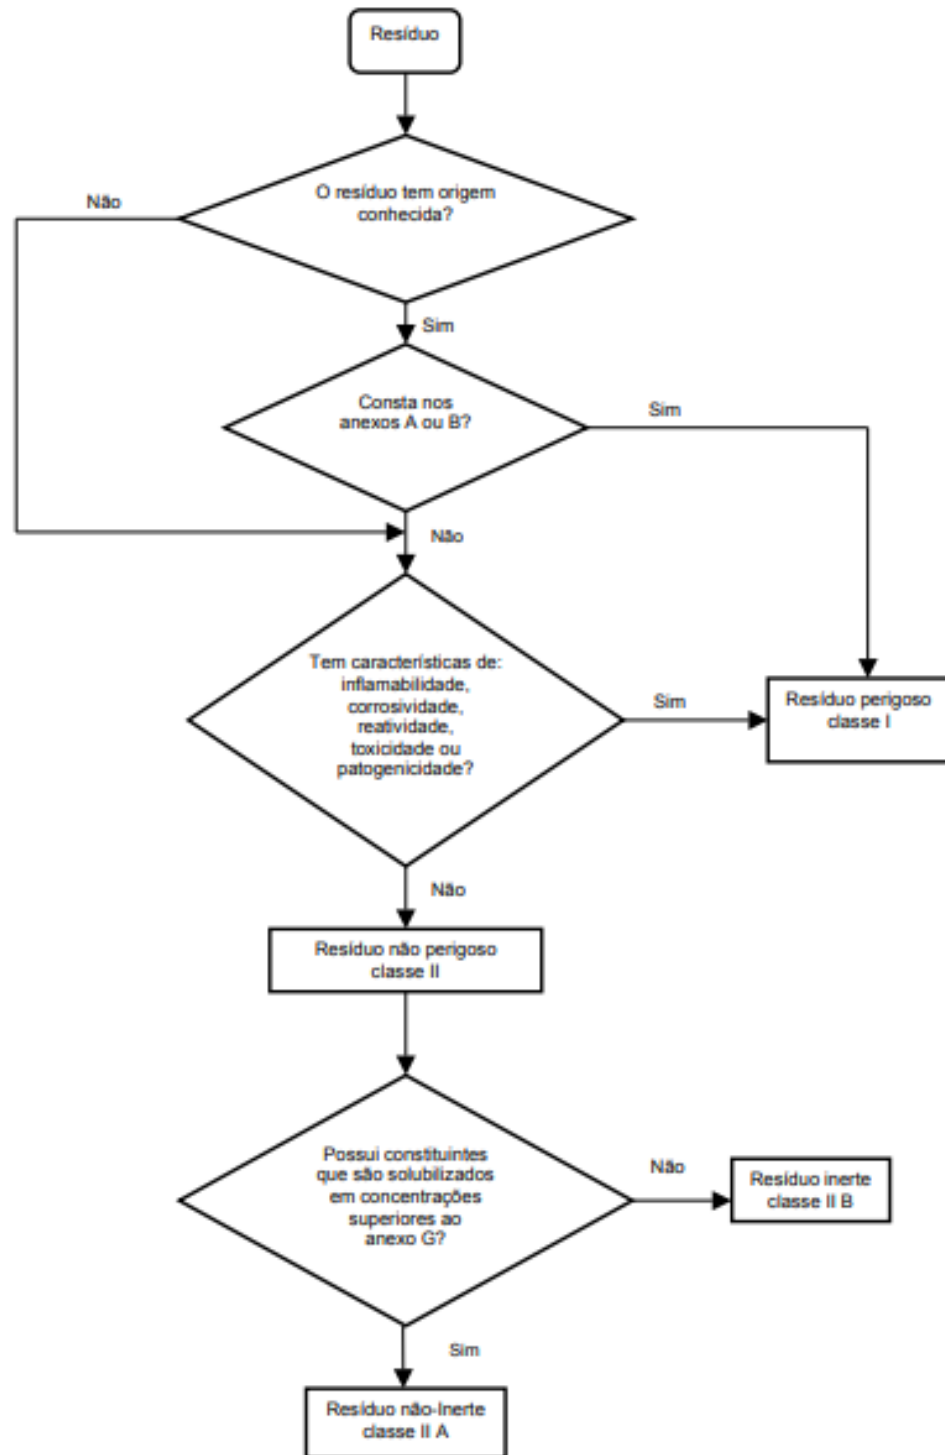 Resíduo
O resíduo tem origem
conhecida?
Não
Sim
Consta nos
anexos A ou B?
Sim
Não
Tem características de:
inflamabilidade,
corrosividade,
reatividade,
toxicidade ou
patogenicidade?
Sim
Resíduo perigoso
classe I
Não
Resíduo não perigoso
classe II
Possui constituintes
que são solubilizados
em concentrações
superiores ao
anexo G?
Não
Resíduo inerte
classe II B
Sim
Resíduo não-Inerte
classe II A